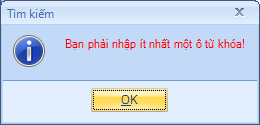 Tìm kiếm
Bạn phải nhập ít nhất một ô từ khóa!
OK